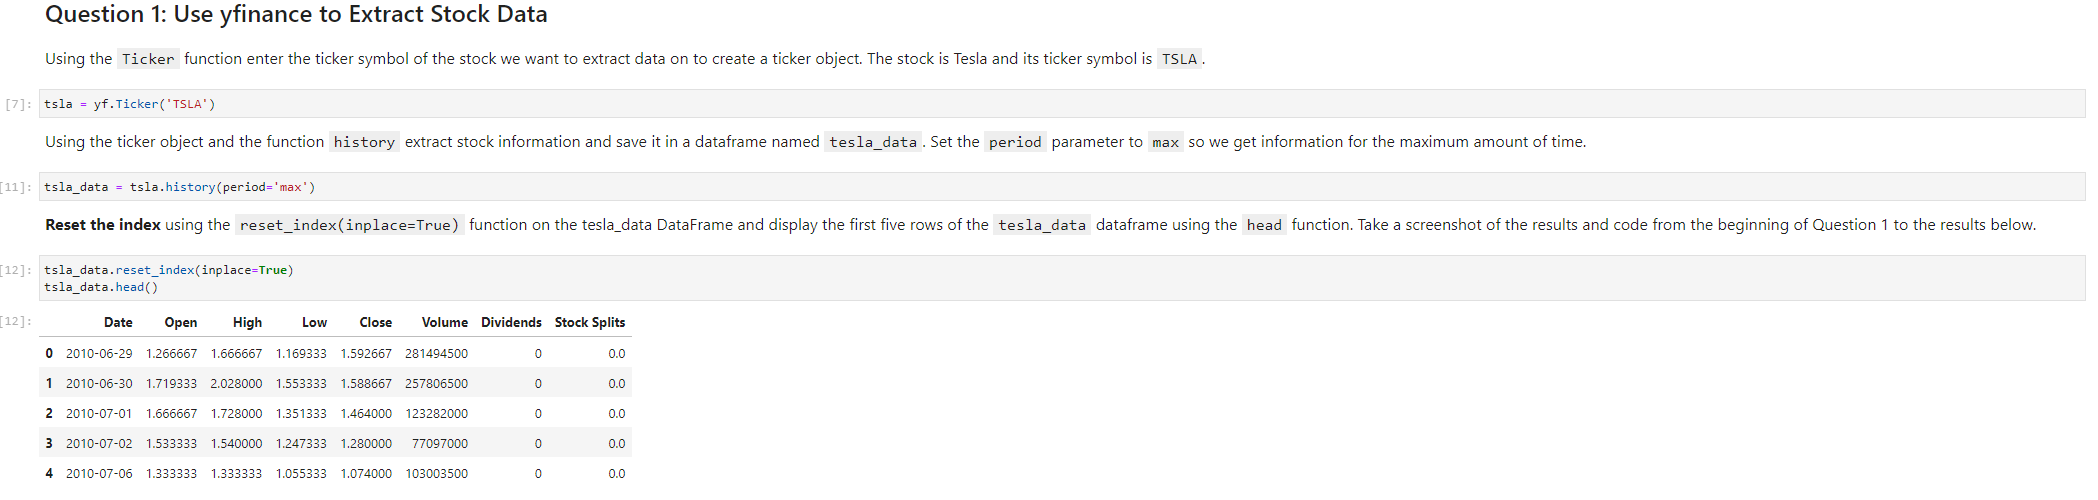 Question 1: Use yfinance to Extract Stock Data
Using the Ticker function enter the ticker symbol of the stock we want to extract data on to create a ticker object. The stock is Tesla and its ticker symbol is TSLA.
[7]: tsla = yf.Ticker('TSLA')
Using the ticker object and the function history extract stock information and save it in a dataframe named tesla_data. Set the period parameter to max so we get information for the maximum amount of time.
[11]: tsla_data = tsla.history(period='max')
Reset the index using the reset_index(inplace=True) function on the tesla_data DataFrame and display the first five rows of the tesla_data dataframe using the head function. Take a screenshot of the results and code from the beginning of Question 1 to the results below.
[12]: tsla_data.reset_index(inplace=True)
tsla_data.head()
[12]: Date Open High Low Close Volume Dividends Stock Splits
0 2010-06-29 1.266667 1.666667 1.169333 1.592667 281494500 0 0.0
1 2010-06-30 1.719333 2.028000 1.553333 1.588667 257806500 0 0.0
2 2010-07-01 1.666667 1.728000 1.351333 1.464000 123282000 0 0.0
3 2010-07-02 1.533333 1.540000 1.247333 1.280000 77097000 0 0.0
4 2010-07-06 1.333333 1.333333 1.055333 1.074000 103003500 0 0.0